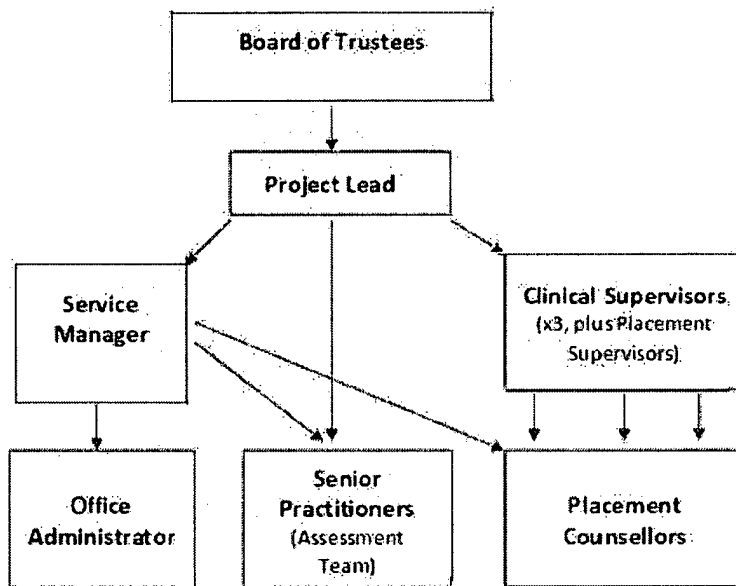 Board of Trustees
Project Lead
Service
Manager
Clinical Supervisors
(x3, plus Placement
Supervisors)
Office
Administrator
Senior
Practitioners
(Assessment
Team)
Placement
Counsellors